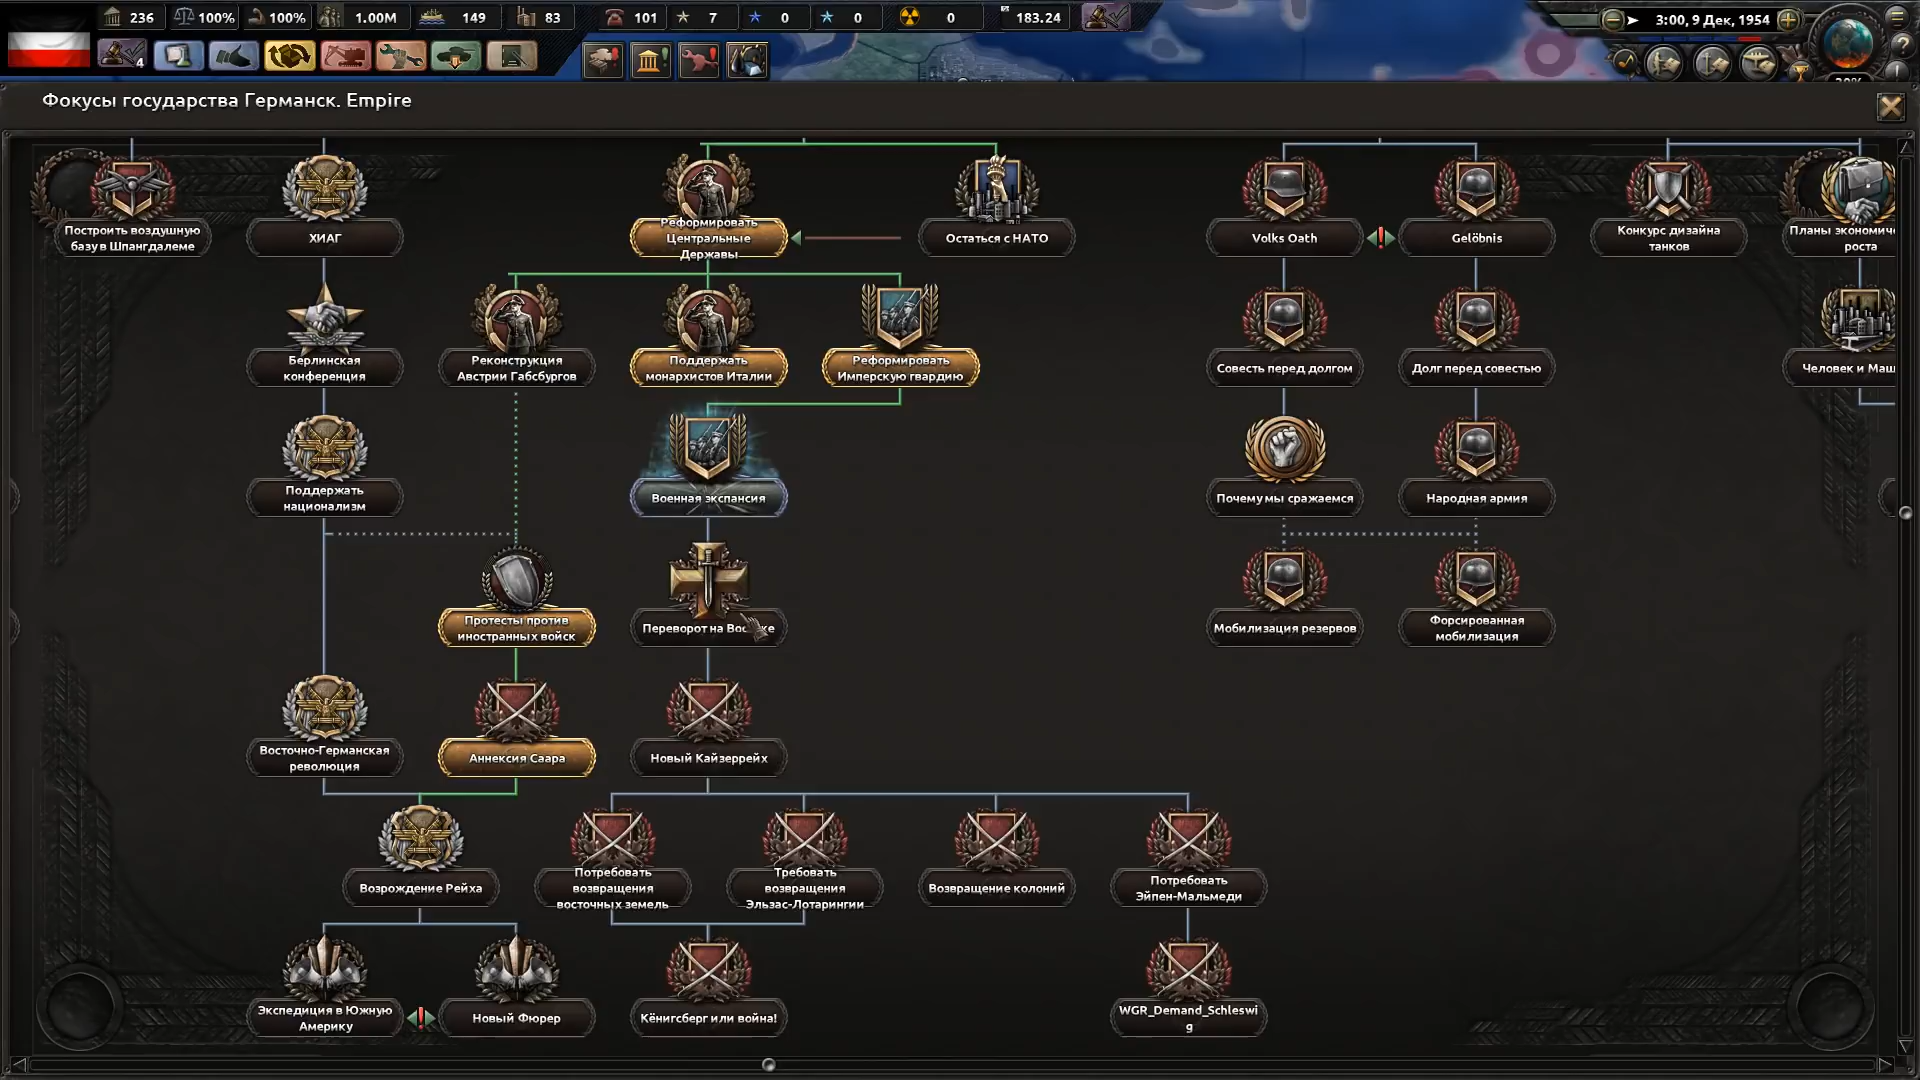 236
100%
100%
1.00M
149
83
101
7
0
0
0
183.24
3:00, 9 Дек, 1954
4
Фокусы государства Германск. Empire
Построить воздушную
базу в Шпангдалеме
ХИАГ
Реформировать
Центральные
Державы
Остаться с НАТО
Volks Oath
Gelöbnis
Конкурс дизайна
танков
Планы экономиче
роста
Берлинская
конференция
Реконструкция
Австрии Габсбургов
Поддержать
монархистов Италии
Реформировать
Имперскую гвардию
Совесть перед долгом
Долг перед совестью
Человек и Маш
Поддержать
национализм
Военная экспансия
Почему мы сражаемся
Народная армия
Протесты против
иностранных войск
Переворот на Вос ке
Мобилизация резервов
Форсированная
мобилизация
Восточно-Германская
революция
Аннексия Саара
Новый Кайзеррейх
Возрождение Рейха
Потребовать
возвращения
восточных земель
Требовать
возвращения
Эльзас-Лотарингии
Возвращение колоний
Потребовать
Эйпен-Мальмеди
Экспедиция в Южную
Америку
Новый Фюрер
Кёнигсберг или война!
WGR_Demand_Schleswi
g